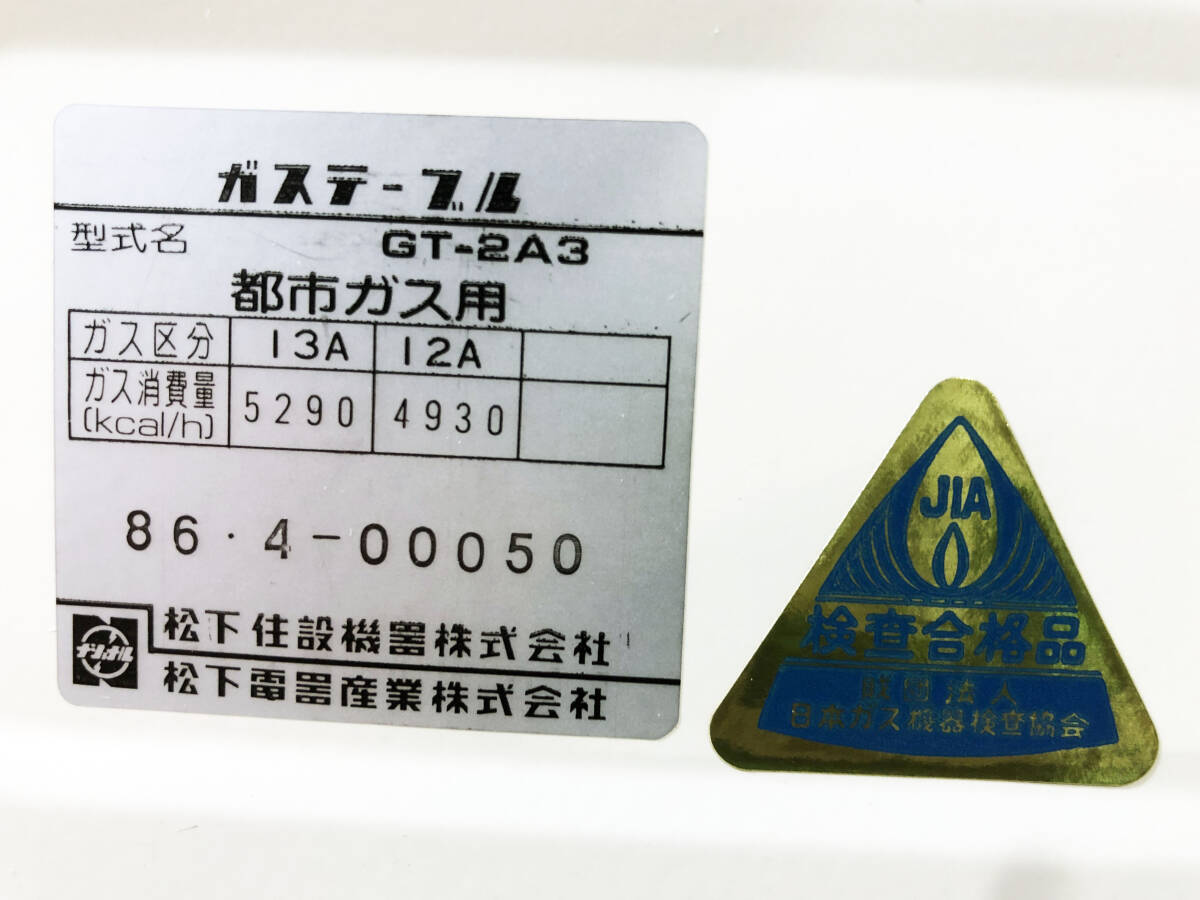 ガステーブル
型式名 GT-2A3
都市ガス用
ガス区分 13A 12A
ガス消費量 (kcal/h) 5290 4930
86・4-00050
ナショナル
松下住設機器株式会社
松下電器産業株式会社
JIA
検査合格品
財団法人
日本ガス機器検査協会